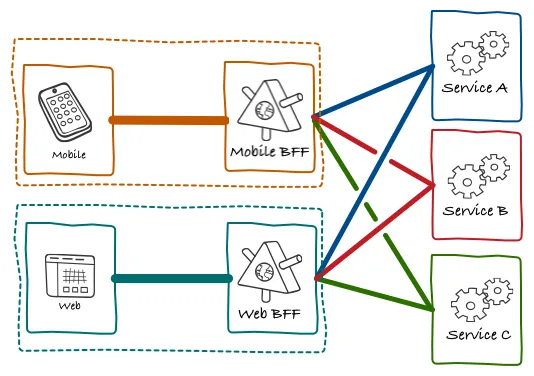 Mobile
Mobile BFF
Service A
Service B
Web
Web BFF
Service C